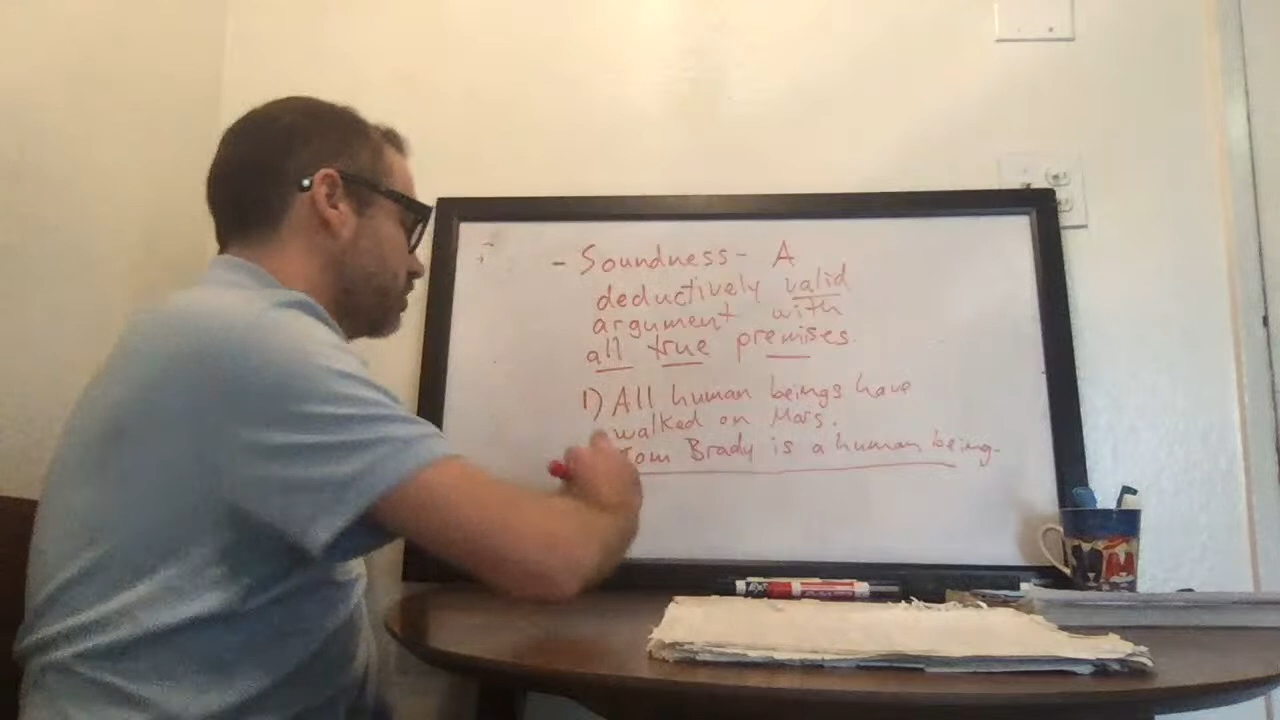 - Soundness - A
deductively valid
argument with
all true premises.
1) All human beings have
walked on Mars.
Tom Brady is a human being.